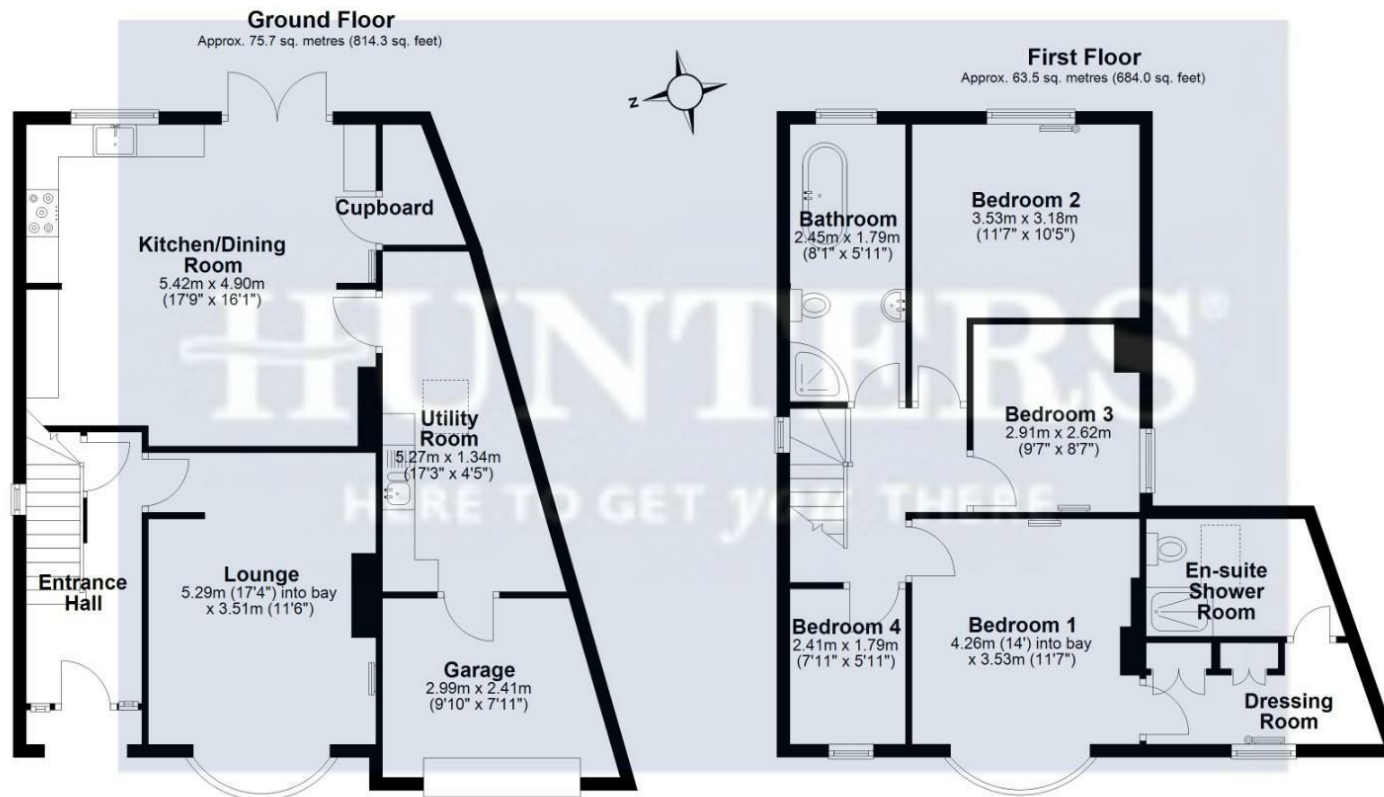 Ground Floor
Approx. 75.7 sq. metres (814.3 sq. feet)
First Floor
Approx. 63.5 sq. metres (684.0 sq. feet)
Z
Cupboard
Kitchen/Dining
Room
5.42m x 4.90m
(17'9" x 16'1")
Utility
Room
5.27m x 1.34m
(17'3" x 4'5")
Entrance
Hall
Lounge
5.29m (17'4") into bay
x 3.51m (11'6")
Garage
2.99m x 2.41m
(9'10" x 7'11")
Bathroom
2.45m x 1.79m
(8'1" x 5'11")
Bedroom 2
3.53m x 3.18m
(11'7" x 10'5")
Bedroom 3
2.91m x 2.62m
(9'7" x 8'7")
En-suite
Shower
Room
Bedroom 4
2.41m x 1.79m
(7'11" x 5'11")
Bedroom 1
4.26m (14') into bay
x 3.53m (11'7")
Dressing
Room
HUNTERS®
HERE TO GET you THERE